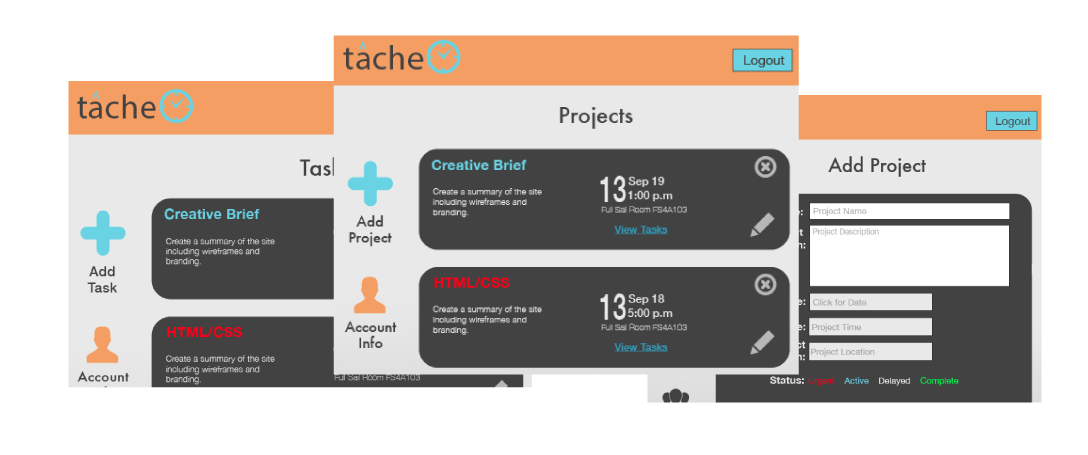 táche
Logout
Projects
Add
Project
Account
Info
Creative Brief
Create a summary of the site
including wireframes and
branding.
13 Sep 19
1:00 p.m
Full Sail Room FS4A103
View Tasks
HTML/CSS
Create a summary of the site
including wireframes and
branding.
13 Sep 18
5:00 p.m
Full Sail Room FS4A103
View Tasks
táche
Add
Task
Account
Creative Brief
Create a summary of the site
including wireframes and
branding.
HTML/CSS
Create a summary of the site
including wireframes and
Full Sail Room FS4A103
Logout
Add Project
Project Name
Project Description
Click for Date
Project Time
Project Location
Status: Urgent Active Delayed Complete